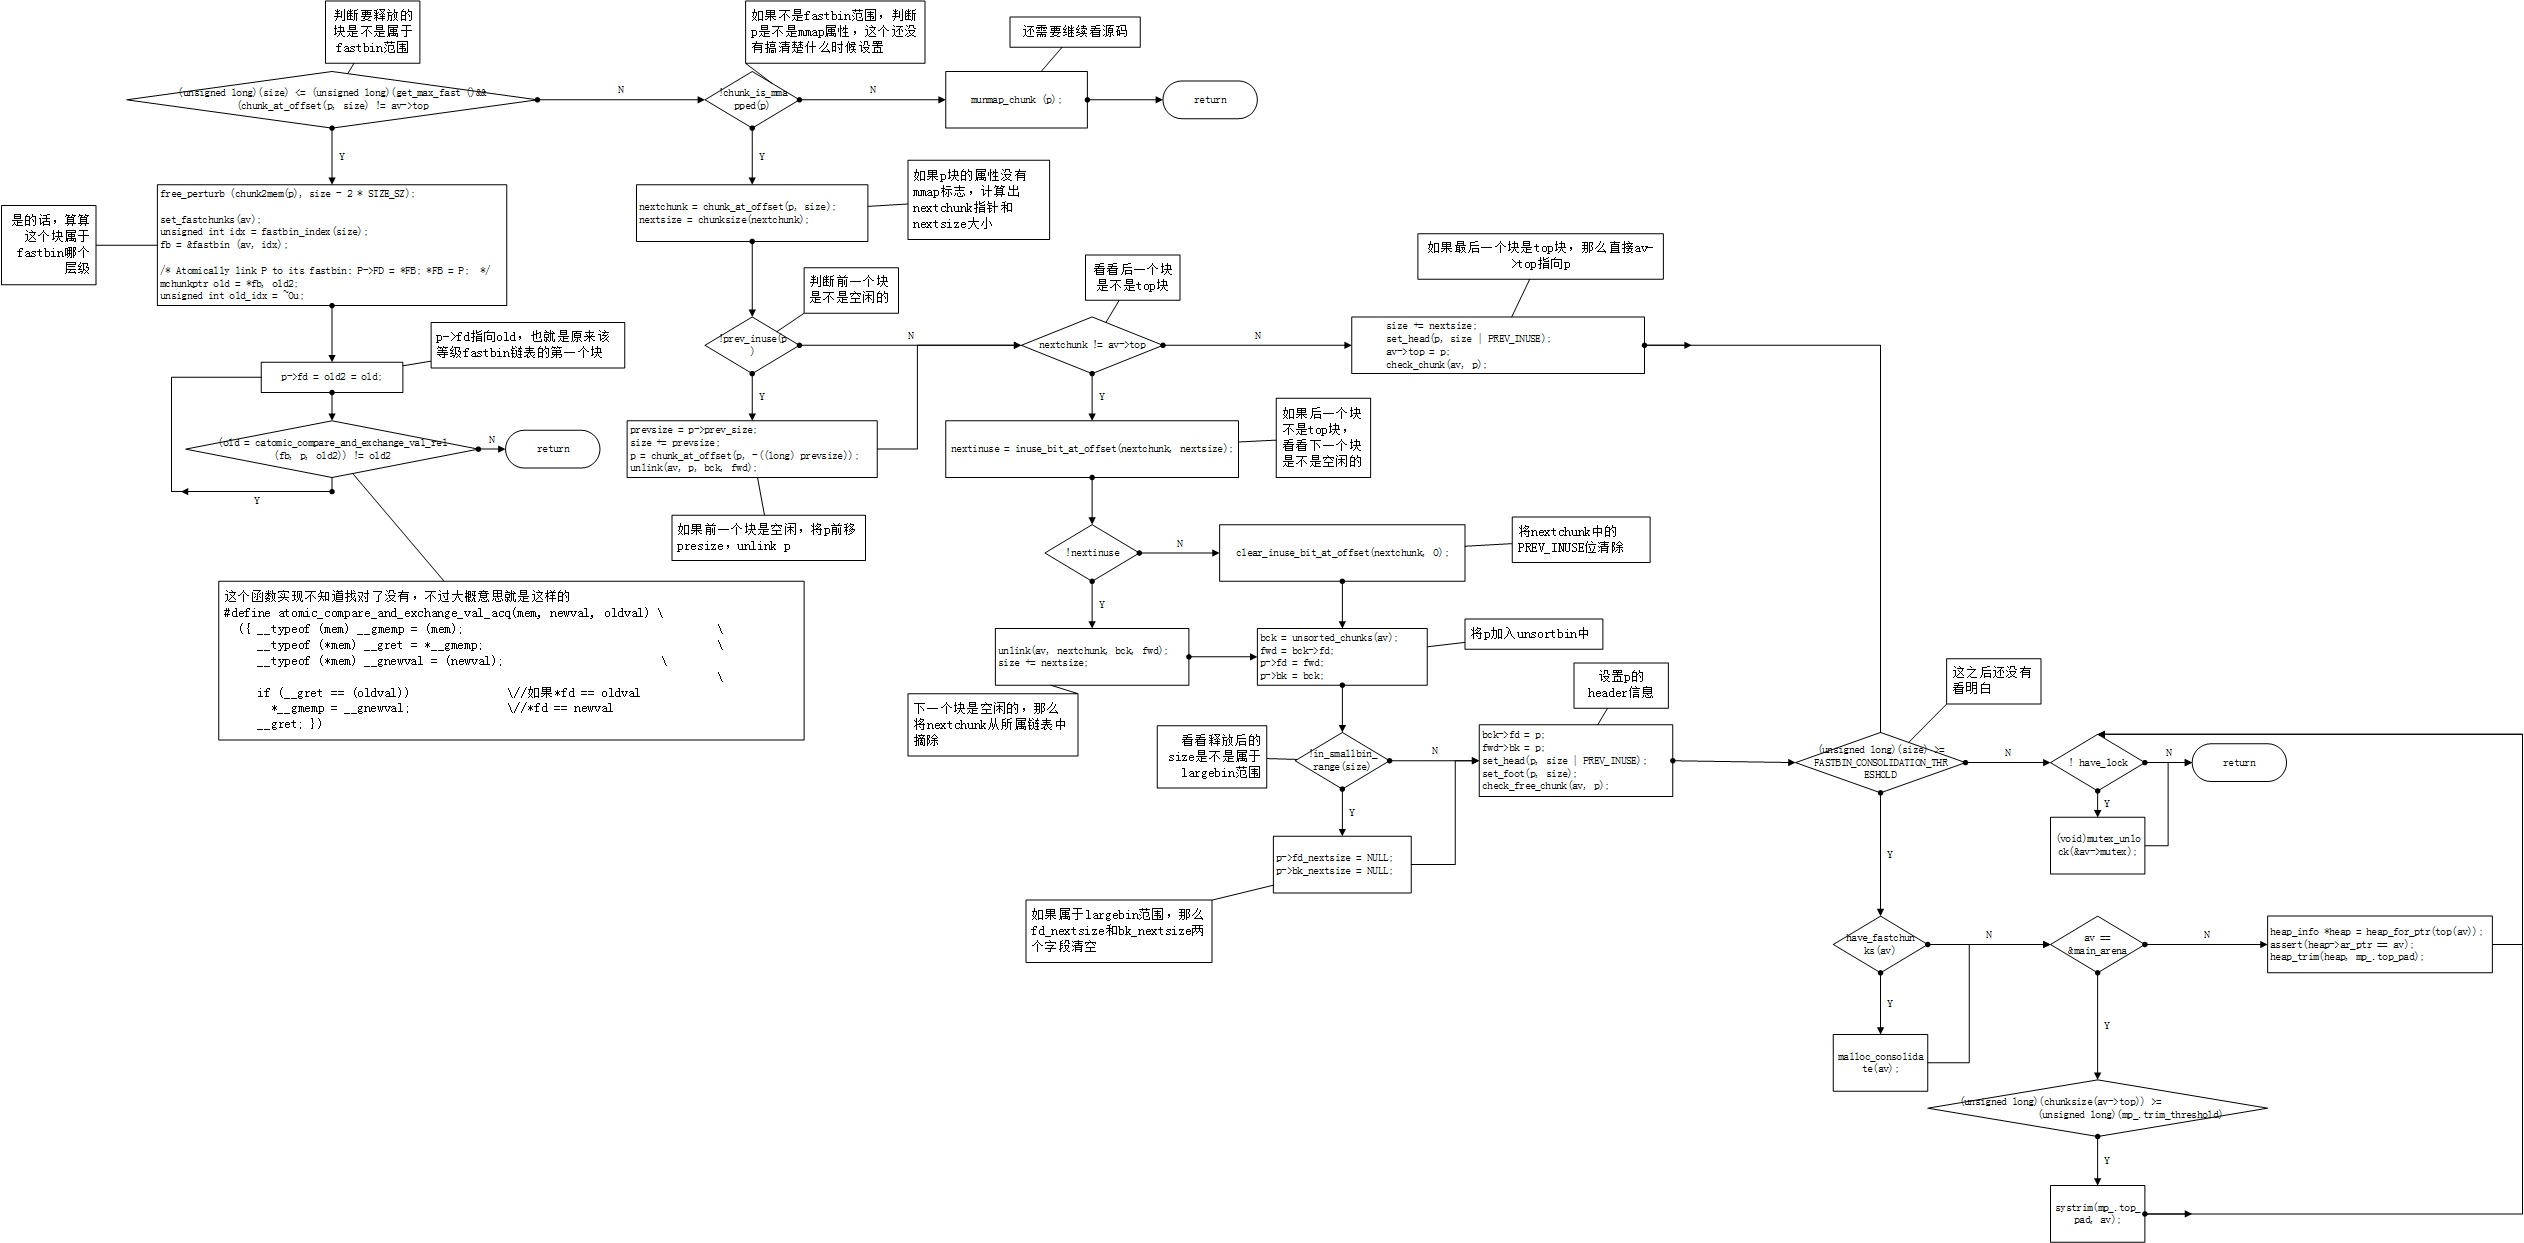 判断要释放的
块是不是属于
fastbin范围
如果不是fastbin范围，判断
p是不是mmap属性，这个还没
有搞清楚什么时候设置
还需要继续看源码
(unsigned long)(size) <= (unsigned long)(get_max_fast ()&&
(chunk_at_offset(p, size) != av->top
N
!chunk_is_mma
pped(p)
N
munmap_chunk (p);
return
Y
Y
free_perturb (chunk2mem(p), size - 2 * SIZE_SZ);
set_fastchunks(av);
unsigned int idx = fastbin_index(size);
fb = &fastbin (av, idx);
/* Atomically link P to its fastbin: P->FD = *FB; *FB = P;  */
mchunkptr old = *fb, old2;
unsigned int old_idx = ~0u;
是的话，算算
这个块属于
fastbin哪个
层级
nextchunk = chunk_at_offset(p, size);
nextsize = chunksize(nextchunk);
如果p块的属性没有
mmap标志，计算出
nextchunk指针和
nextsize大小
判断前一个块
是不是空闲的
看看后一个块
是不是top块
如果最后一个块是top块，那么直接av-
>top指向p
p->fd指向old，也就是原来该
等级fastbin链表的第一个块
p->fd = old2 = old;
!prev_inuse(p
)
N
nextchunk != av->top
N
size += nextsize;
set_head(p, size | PREV_INUSE);
av->top = p;
check_chunk(av, p);
Y
Y
(old = catomic_compare_and_exchange_val_rel
(fb, p, old2)) != old2
N
return
Y
prevsize = p->prev_size;
size += prevsize;
p = chunk_at_offset(p, -((long) prevsize));
unlink(av, p, bck, fwd);
nextinuse = inuse_bit_at_offset(nextchunk, nextsize);
如果后一个块
不是top块，
看看下一个块
是不是空闲的
如果前一个块是空闲，将p前移
presize，unlink p
!nextinuse
N
clear_inuse_bit_at_offset(nextchunk, 0);
将nextchunk中的
PREV_INUSE位清除
Y
这个函数实现不知道找对了没有，不过大概意思就是这样的
#define atomic_compare_and_exchange_val_acq(mem, newval, oldval) \
({ __typeof (mem) __gmemp = (mem); \
__typeof (*mem) __gret = *__gmemp; \
__typeof (*mem) __gnewval = (newval); \
\
if (__gret == (oldval)) \//如果*fd == oldval
*__gmemp = __gnewval; \//*fd == newval
__gret; })
unlink(av, nextchunk, bck, fwd);
size += nextsize;
bck = unsorted_chunks(av);
fwd = bck->fd;
p->fd = fwd;
p->bk = bck;
将p加入unsortbin中
设置p的
header信息
这之后还没有
看明白
下一个块是空闲的，那么
将nextchunk从所属链表中
摘除
看看释放后的
size是不是属于
largebin范围
!in_smallbin_
range(size)
N
bck->fd = p;
fwd->bk = p;
set_head(p, size | PREV_INUSE);
set_foot(p, size);
check_free_chunk(av, p);
(unsigned long)(size) >=
FASTBIN_CONSOLIDATION_THR
ESHOLD
N
! have_lock
N
return
Y
Y
(void)mutex_unlo
ck(&av->mutex);
Y
p->fd_nextsize = NULL;
p->bk_nextsize = NULL;
如果属于largebin范围，那么
fd_nextsize和bk_nextsize两
个字段清空
have_fastchun
ks(av)
N
av ==
&main_arena
N
heap_info *heap = heap_for_ptr(top(av));
assert(heap->ar_ptr == av);
heap_trim(heap, mp_.top_pad);
Y
Y
malloc_consolida
te(av);
(unsigned long)(chunksize(av->top)) >=
(unsigned long)(mp_.trim_threshold)
Y
systrim(mp_.top_
pad, av);